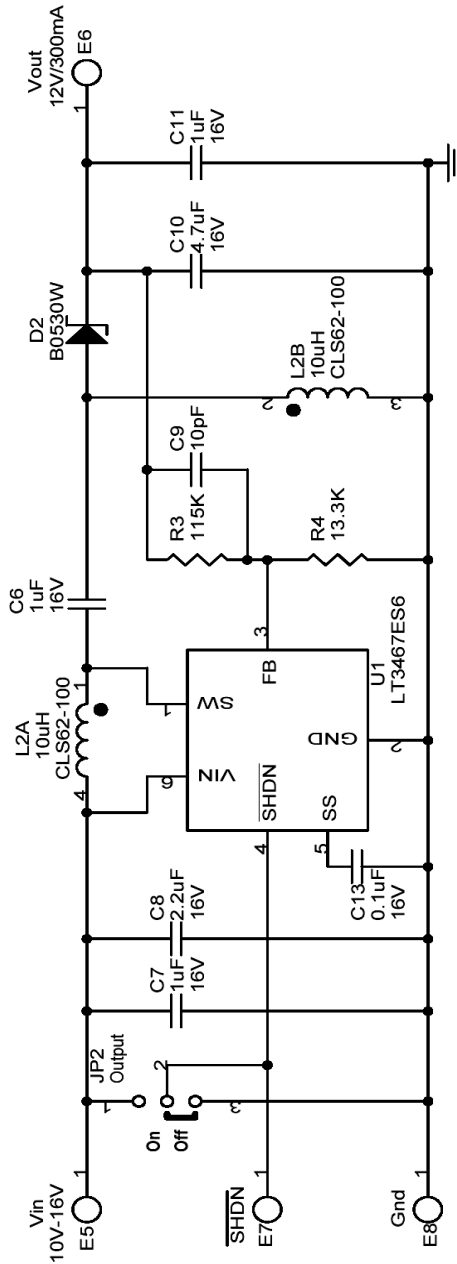 Vin
10V-16V
E5
1
JP2
Output
1
2
3
On
Off
C7
1uF
16V
C8
2.2uF
16V
L2A
10uH
CLS62-100
4
1
C6
1uF
16V
D2
B0530W
Vout
12V/300mA
1
E6
SHDN
E7
1
VIN
6
SW
1
SHDN
4
SS
5
FB
3
GND
2
U1
LT3467ES6
C13
0.1uF
16V
R3
115K
C9
10pF
R4
13.3K
L2B
10uH
CLS62-100
2
3
C10
4.7uF
16V
C11
1uF
16V
Gnd
E8
1